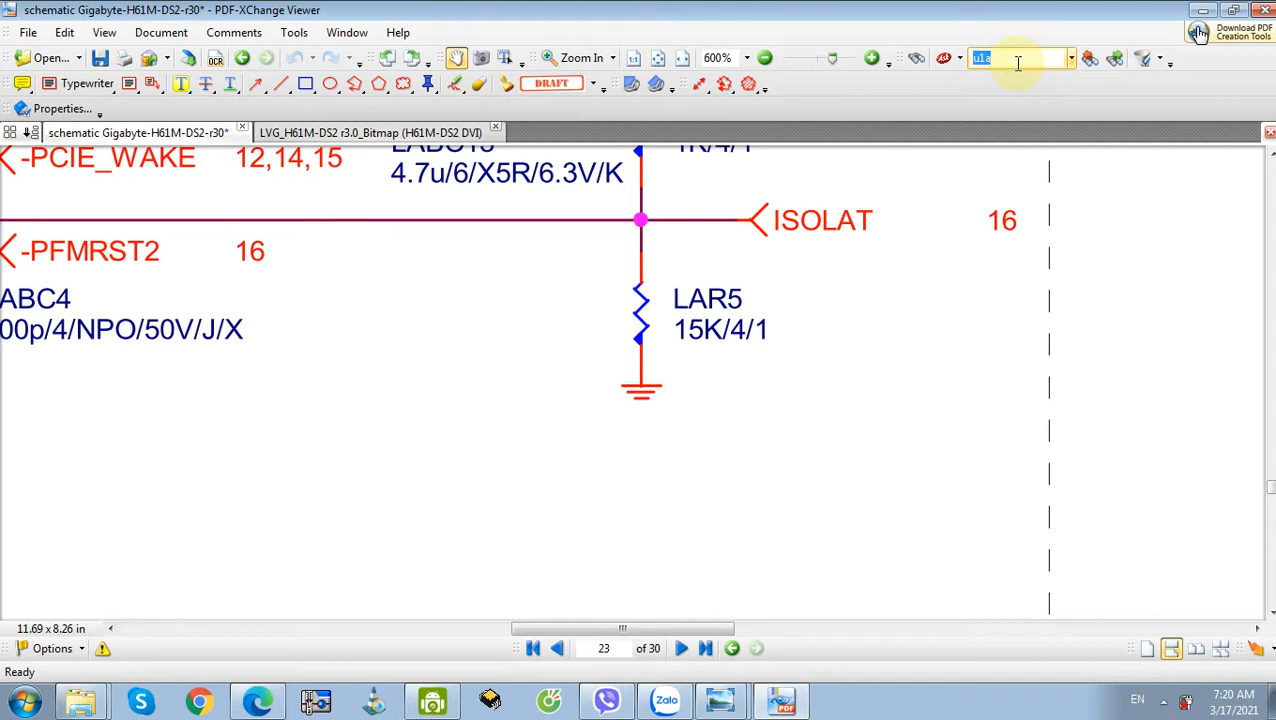 schematic Gigabyte-H61M-DS2-r30* - PDF-XChange Viewer
File Edit View Document Comments Tools Window Help
Download PDF Creation Tools
Open... OCR Zoom In 600% ula
Typewriter DRAFT
Properties...
schematic Gigabyte-H61M-DS2-r30* LVG_H61M-DS2 r3.0_Bitmap (H61M-DS2 DVI)
-PCIE_WAKE 12,14,15
4.7u/6/X5R/6.3V/K
ISOLAT 16
-PFMRST2 16
ABC4 LAR5
00p/4/NPO/50V/J/X 15K/4/1
11.69 x 8.26 in
Options 23 of 30
Ready
Zalo PDF EN 7:20 AM
3/17/2021